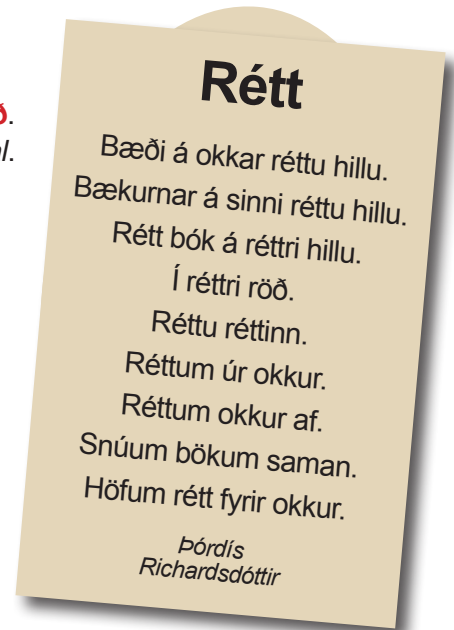 ð.
l.
Rétt
Bæði á okkar réttu hillu.
Bækurnar á sinni réttu hillu.
Rétt bók á réttri hillu.
Í réttri röð.
Réttu réttinn.
Réttum úr okkur.
Réttum okkur af.
Snúum bökum saman.
Höfum rétt fyrir okkur.
Þórdís
Richardsdóttir